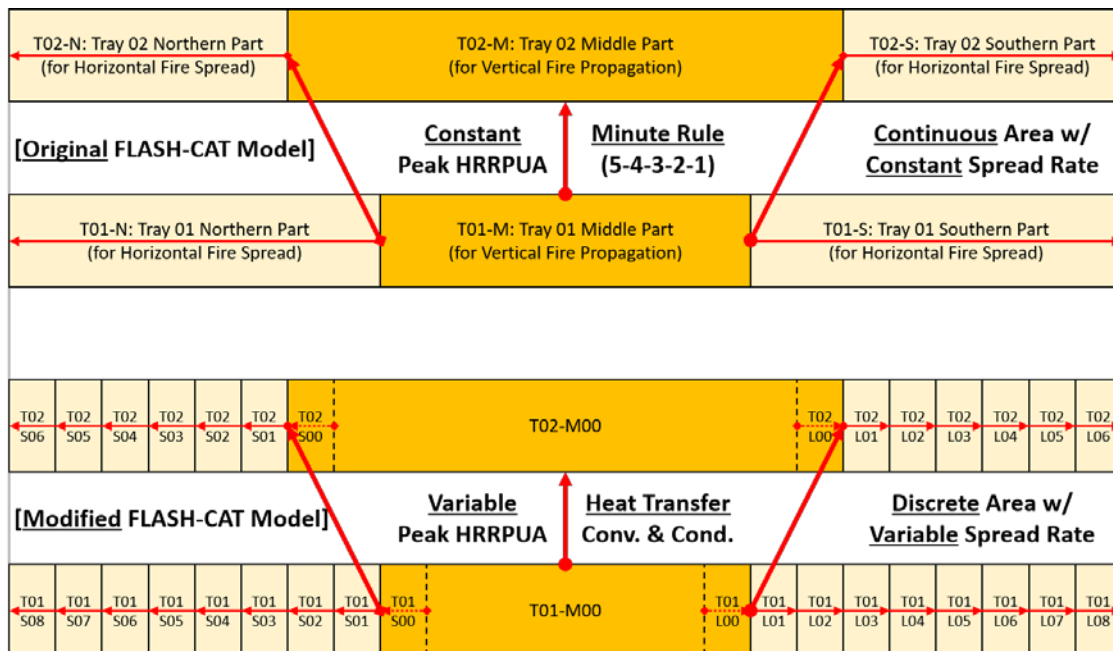 T02-N: Tray 02 Northern Part
(for Horizontal Fire Spread)
T02-M: Tray 02 Middle Part
(for Vertical Fire Propagation)
T02-S: Tray 02 Southern Part
(for Horizontal Fire Spread)
[Original FLASH-CAT Model]
Constant
Peak HRRPUA
Minute Rule
(5-4-3-2-1)
Continuous Area w/
Constant Spread Rate
T01-N: Tray 01 Northern Part
(for Horizontal Fire Spread)
T01-M: Tray 01 Middle Part
(for Vertical Fire Propagation)
T01-S: Tray 01 Southern Part
(for Horizontal Fire Spread)
T02
S06
T02
S05
T02
S04
T02
S03
T02
S02
T02
S01
T02
S00
T02-M00
T02
L00
T02
L01
T02
L02
T02
L03
T02
L04
T02
L05
T02
L06
[Modified FLASH-CAT Model]
Variable
Peak HRRPUA
Heat Transfer
Conv. & Cond.
Discrete Area w/
Variable Spread Rate
T01
S08
T01
S07
T01
S06
T01
S05
T01
S04
T01
S03
T01
S02
T01
S01
T01
S00
T01-M00
T01
L00
T01
L01
T01
L02
T01
L03
T01
L04
T01
L05
T01
L06
T01
L07
T01
L08